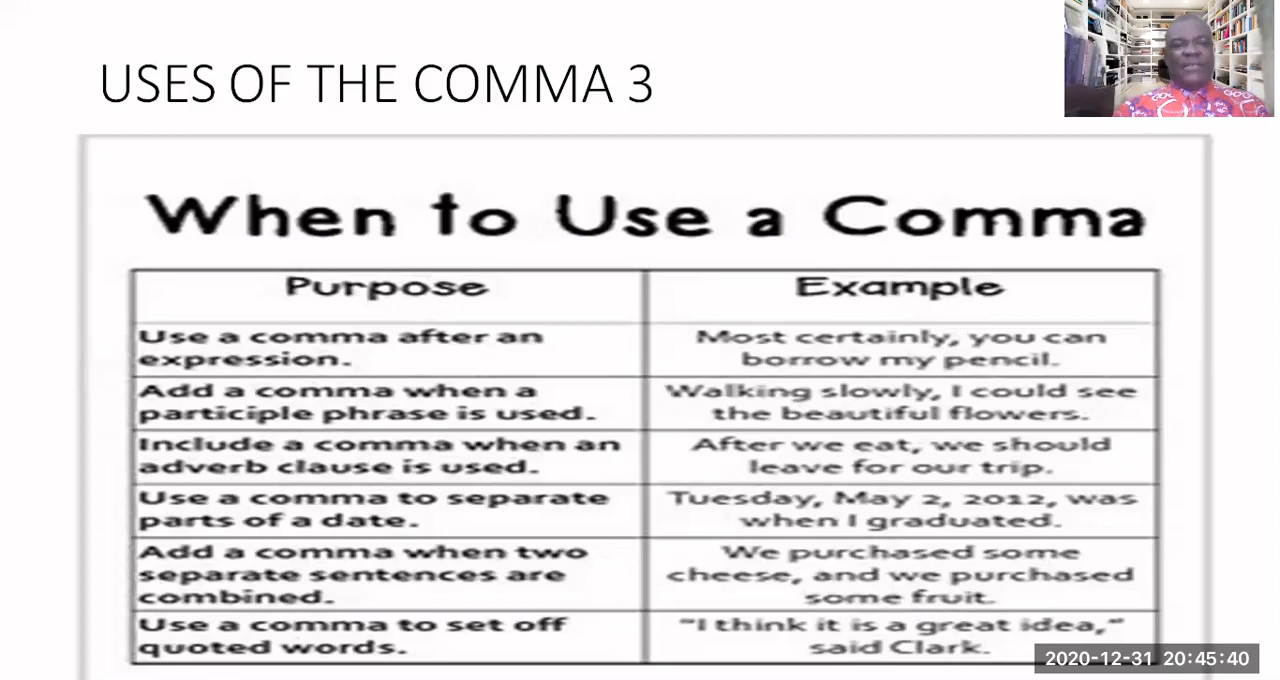 USES OF THE COMMA 3
When to Use a Comma
Purpose
Example
Use a comma after an
expression.
Most certainly, you can
borrow my pencil.
Add a comma when a
participle phrase is used.
Walking slowly, I could see
the beautiful flowers.
Include a comma when an
adverb clause is used.
After we eat, we should
leave for our trip.
Use a comma to separate
parts of a date.
Tuesday, May 2, 2012, was
when I graduated.
Add a comma when two
separate sentences are
combined.
We purchased some
cheese, and we purchased
some fruit.
Use a comma to set off
quoted words.
"I think it is a great idea,"
said Clark.
2020-12-31 20:45:40